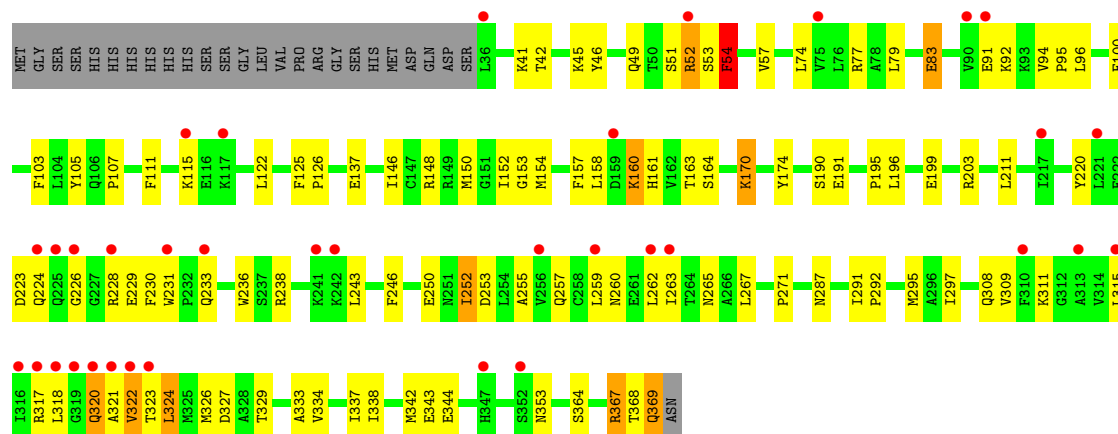 MET GLY SER SER HIS HIS HIS HIS HIS HIS SER SER GLY LEU VAL PRO ARG GLY SER HIS MET ASP GLN ASP SER L36 K41 T42 K45 Y46 Q49 T50 S51 R52 S53 F54 V57 L74 V75 L76 R77 A78 L79 E83 V90 E91 K92 K93 V94 P95 L96
F103 L104 Y105 Q106 P107 F111 K115 E116 K117 L122 F125 P126 E137 I146 C147 R148 R149 M150 G151 I152 G153 M154 F157 L158 D159 K160 H161 V162 T163 S164 K170 Y174 S190 E191 P195 L196 E199 R203 L211 I217 Y220 L221
D223 Q224 Q225 G226 G227 R228 E229 F230 W231 P232 Q233 W236 S237 R238 K241 K242 L243 F246 E250 N251 I252 D253 L254 A255 V256 Q257 C258 L259 N260 E261 L262 I263 T264 N265 A266 L267 P271 N287 I291 P292 M295 A296 I297 Q308 V309 F310 K311 G312 A313 V314 L315
I316 R317 L318 G319 Q320 A321 V322 T323 L324 M325 M326 D327 A328 T329 A333 V334 I337 I338 M342 E343 E344 H347 S352 N353 S364 R367 T368 Q369 ASN